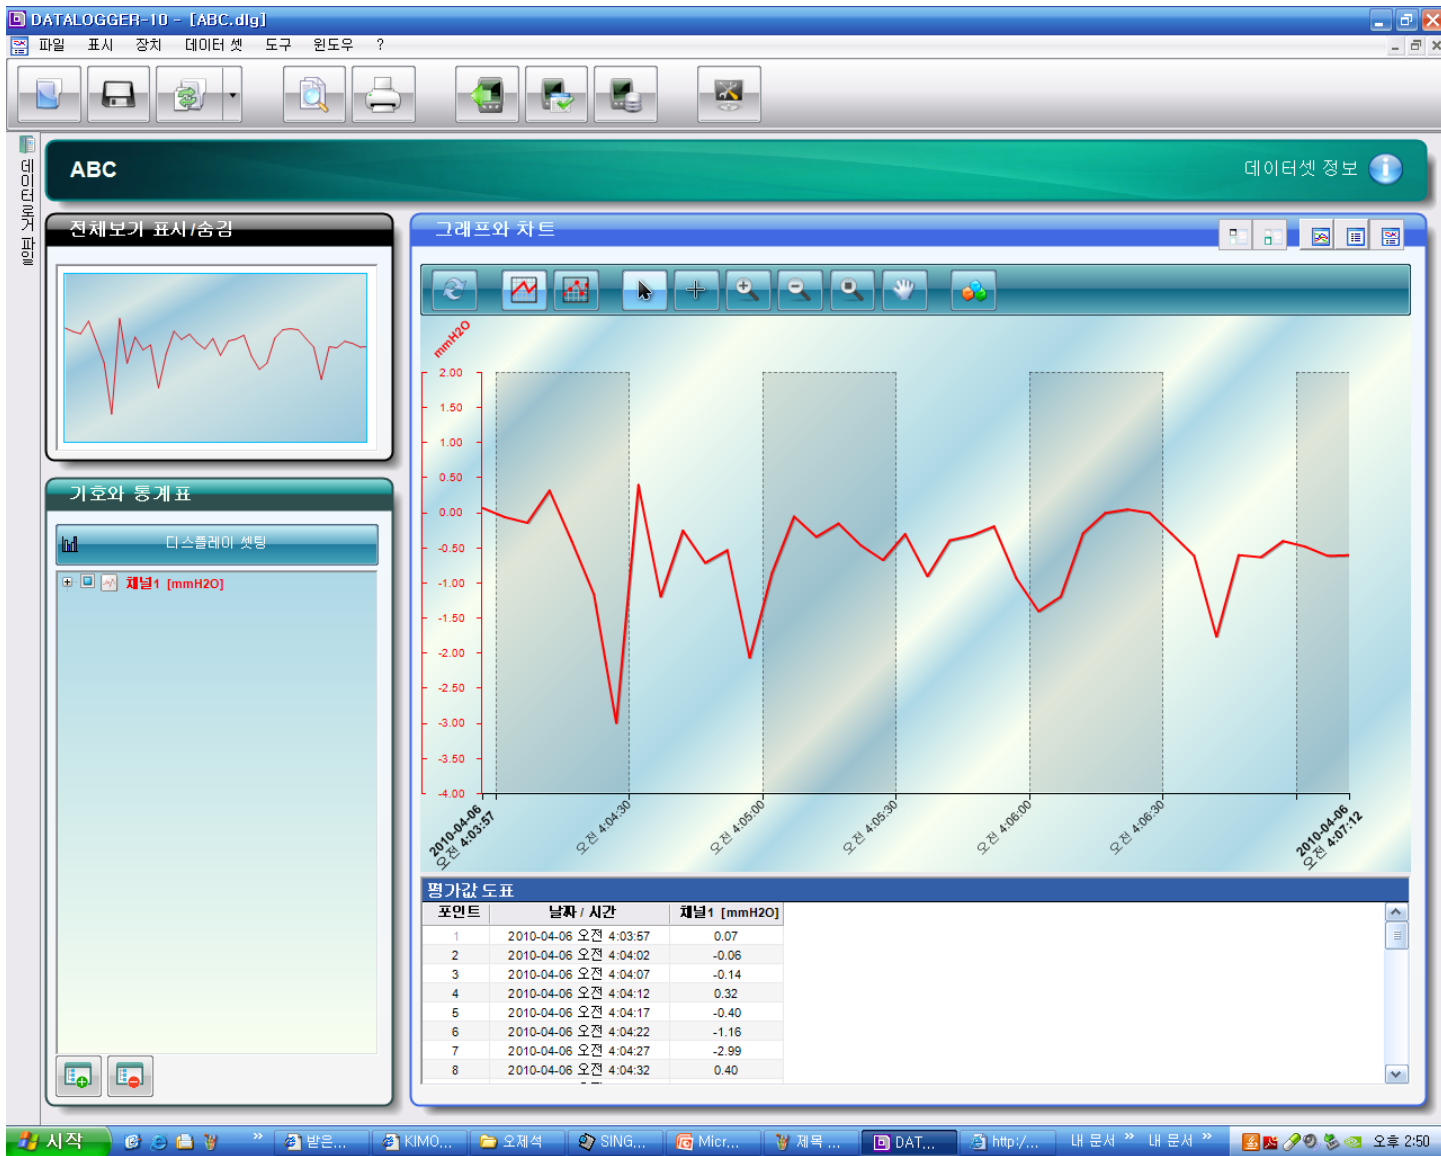 DATALOGGER-10 - [ABC.dlg]
파일 표시 장치 데이터 셋 도구 윈도우 ?
데이터로거 파일
ABC
데이터셋 정보
전체보기 표시/숨김
기호와 통계표
디스플레이 셋팅
채널1 [mmH2O]
그래프와 차트
mmH2O
2.00
1.50
1.00
0.50
0.00
-0.50
-1.00
-1.50
-2.00
-2.50
-3.00
-3.50
-4.00
2010-04-06
오전 4:03:57
오전 4:04:30
오전 4:05:00
오전 4:05:30
오전 4:06:00
오전 4:06:30
2010-04-06
오전 4:07:12
평가값 도표
포인트 날짜 / 시간 채널1 [mmH2O]
1 2010-04-06 오전 4:03:57 0.07
2 2010-04-06 오전 4:04:02 -0.06
3 2010-04-06 오전 4:04:07 -0.14
4 2010-04-06 오전 4:04:12 0.32
5 2010-04-06 오전 4:04:17 -0.40
6 2010-04-06 오전 4:04:22 -1.16
7 2010-04-06 오전 4:04:27 -2.99
8 2010-04-06 오전 4:04:32 0.40
시작 » 받은... KIMO... 오제석 SING... Micr... 제목 ... DAT... http:/... 내 문서 » 내 문서 » 오후 2:50